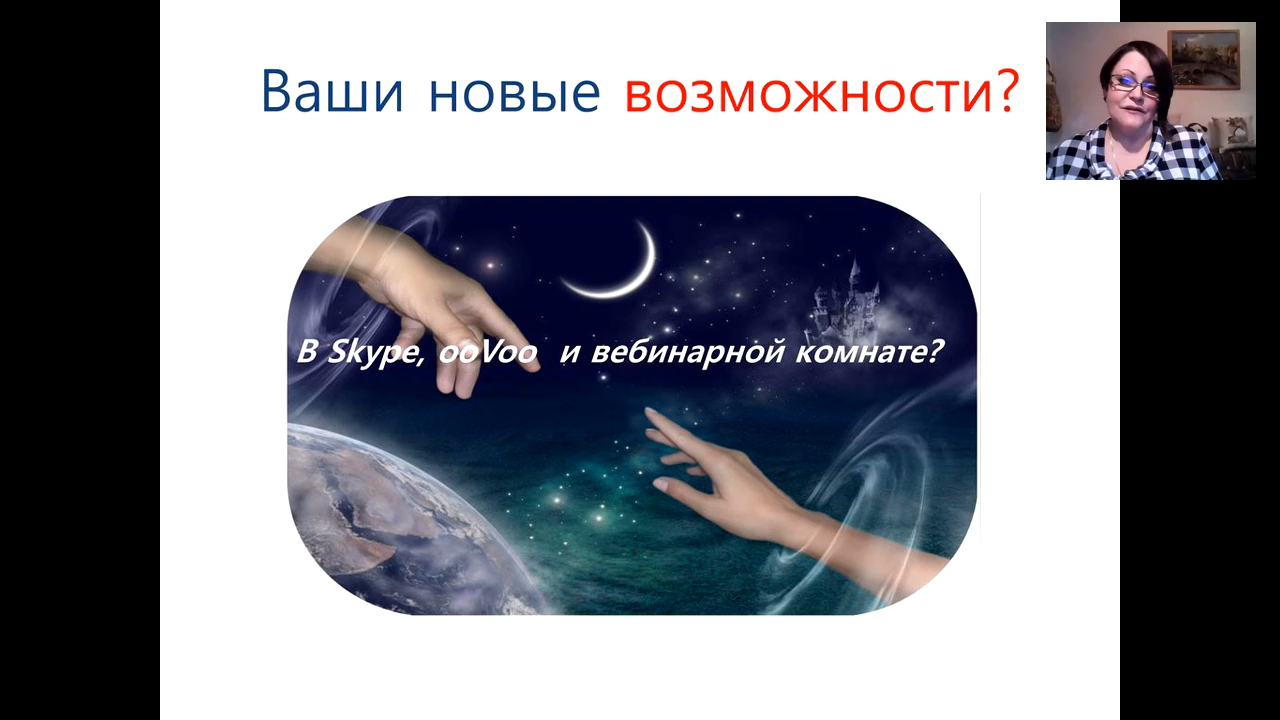 Ваши новые возможности?
В Skype, ooVoo и вебинарной комнате?